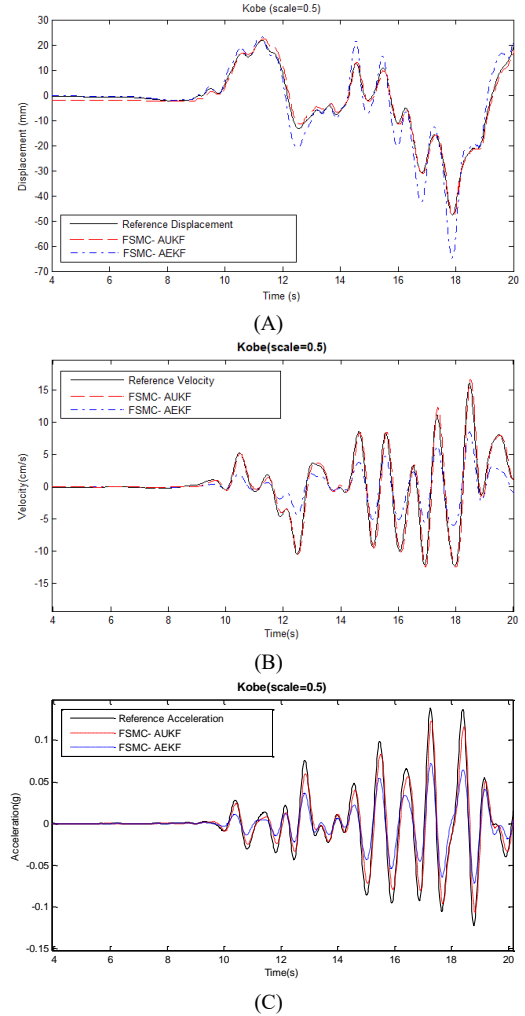 Kobe (scale=0.5)
30
20
10
0
-10
-20
-30
-40
-50
-60
-70
Displacement (mm)
Reference Displacement
FSMC- AUKF
FSMC- AEKF
4 6 8 10 12 14 16 18 20
Time (s)
(A)
Kobe(scale=0.5)
15
10
5
0
-5
-10
-15
Velocity(cm/s)
Reference Velocity
FSMC- AUKF
FSMC- AEKF
4 6 8 10 12 14 16 18 20
Time(s)
(B)
Kobe(scale=0.5)
0.1
0.05
0
-0.05
-0.1
-0.15
Acceleration(g)
Reference Acceleration
FSMC- AUKF
FSMC- AEKF
4 6 8 10 12 14 16 18 20
Time(s)
(C)